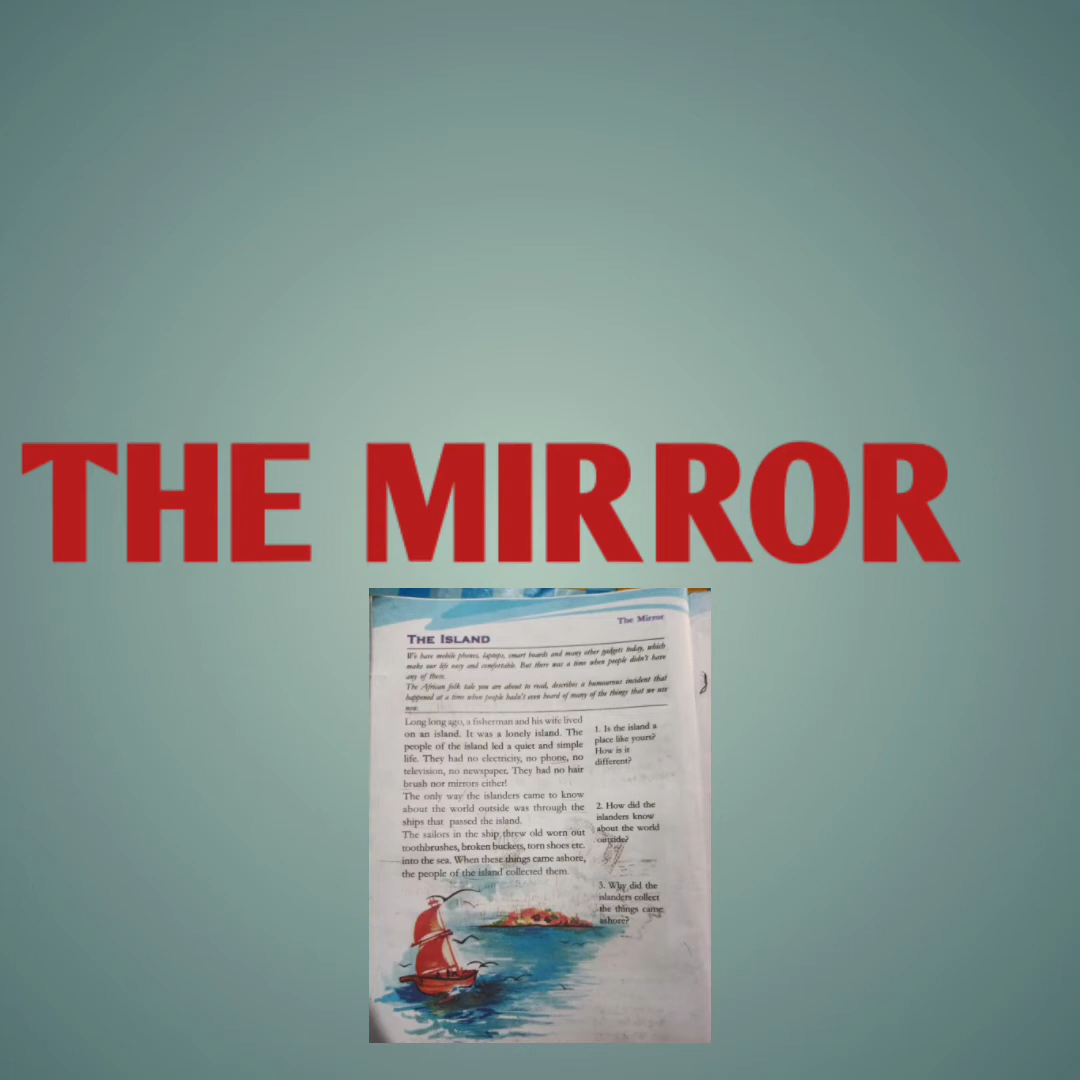 THE MIRROR
The Mirror
THE ISLAND
We have mobile phones, laptops, smart boards and many other gadgets today, which
make our life easy and comfortable. But there was a time when people didn't have
any of these.
The African folk tale you are about to read, describes a humourous incident that
happened at a time when people hadn't even heard of many of the things that we use
now.
Long long ago, a fisherman and his wife lived
on an island. It was a lonely island. The
people of the island led a quiet and simple
life. They had no electricity, no phone, no
television, no newspaper. They had no hair
brush nor mirrors either!
The only way the islanders came to know
about the world outside was through the
ships that passed the island.
The sailors in the ship threw old worn out
toothbrushes, broken buckets, torn shoes etc.
into the sea. When these things came ashore,
the people of the island collected them.
1. Is the island a
place like yours?
How is it
different?
2. How did the
islanders know
about the world
outside?
3. Why did the
islanders collect
the things came
ashore?